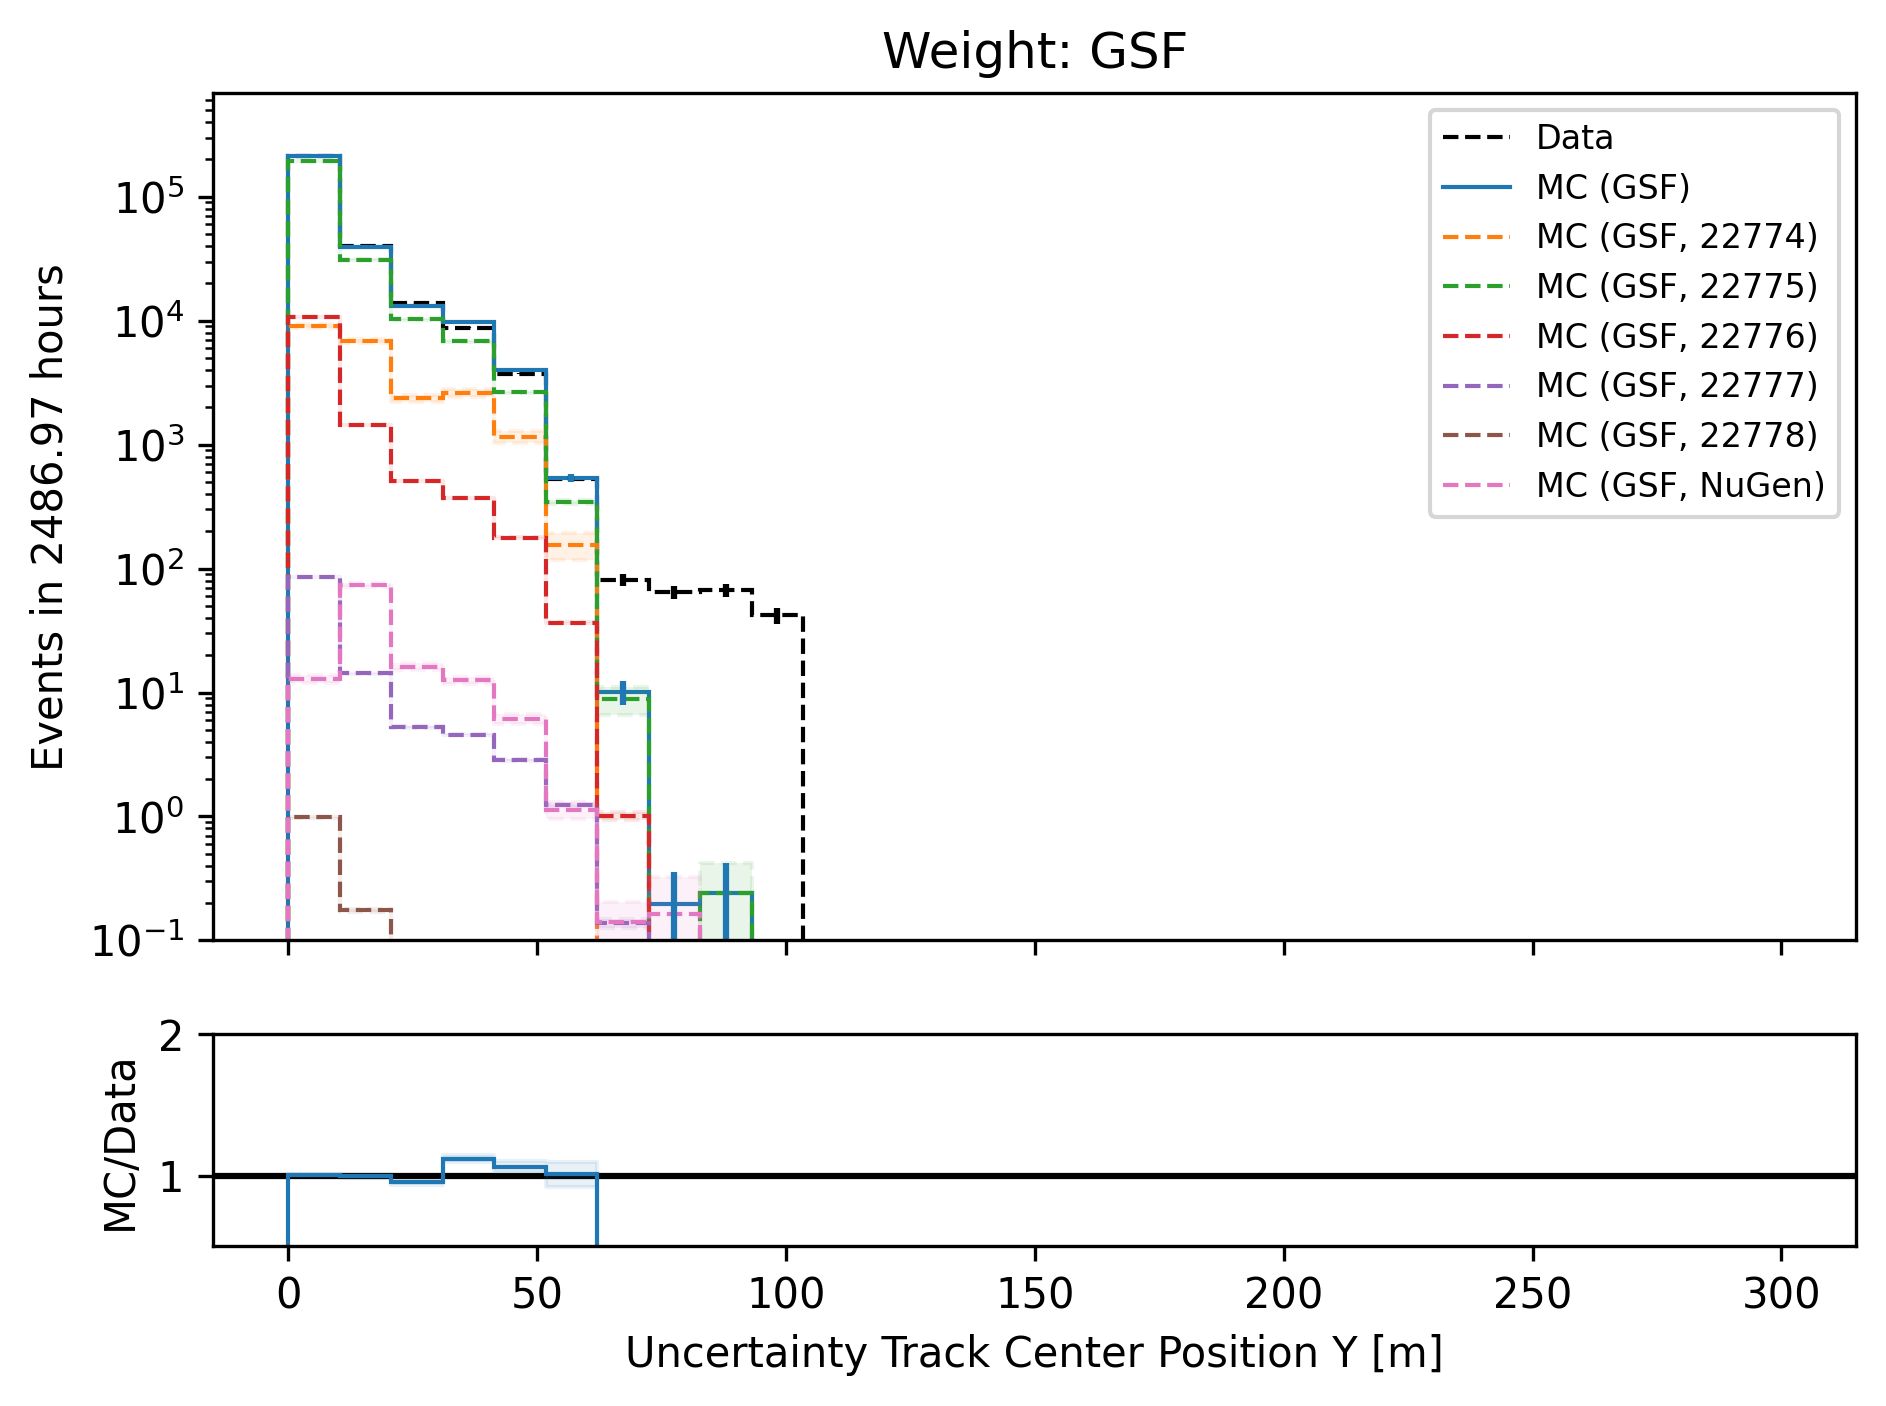 Weight: GSF
Events in 2486.97 hours
10^5
10^4
10^3
10^2
10^1
10^0
10^−1
Data
MC (GSF)
MC (GSF, 22774)
MC (GSF, 22775)
MC (GSF, 22776)
MC (GSF, 22777)
MC (GSF, 22778)
MC (GSF, NuGen)
MC/Data
2
1
0 50 100 150 200 250 300
Uncertainty Track Center Position Y [m]